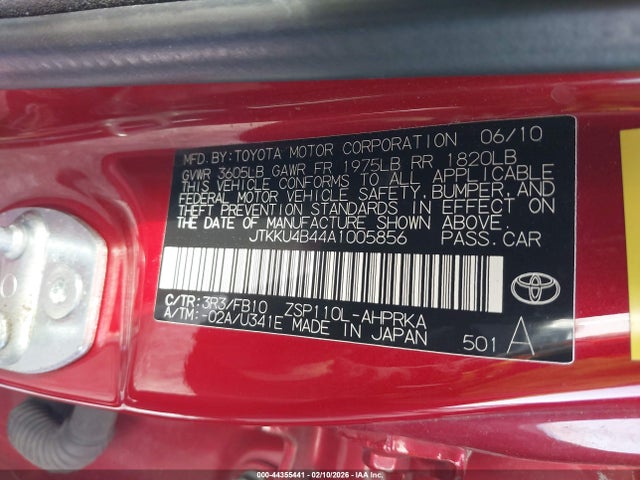 MFD.BY:TOYOTA MOTOR CORPORATION 06/10
GVWR 3605LB GAWR FR 1975LB RR 1820LB
THIS VEHICLE CONFORMS TO ALL APPLICABLE
FEDERAL MOTOR VEHICLE SAFETY, BUMPER, AND
THEFT PREVENTION STANDARDS IN EFFECT ON
THE DATE OF MANUFACTURE SHOWN ABOVE.
JTKKU4B44A1005856 PASS.CAR
C/TR:3R3/FB10 ZSP110L-AHPRKA
A/TM:-02A/U341E MADE IN JAPAN 501 A
TOYOTA
000-44355441 - 02/10/2026 - IAA Inc.